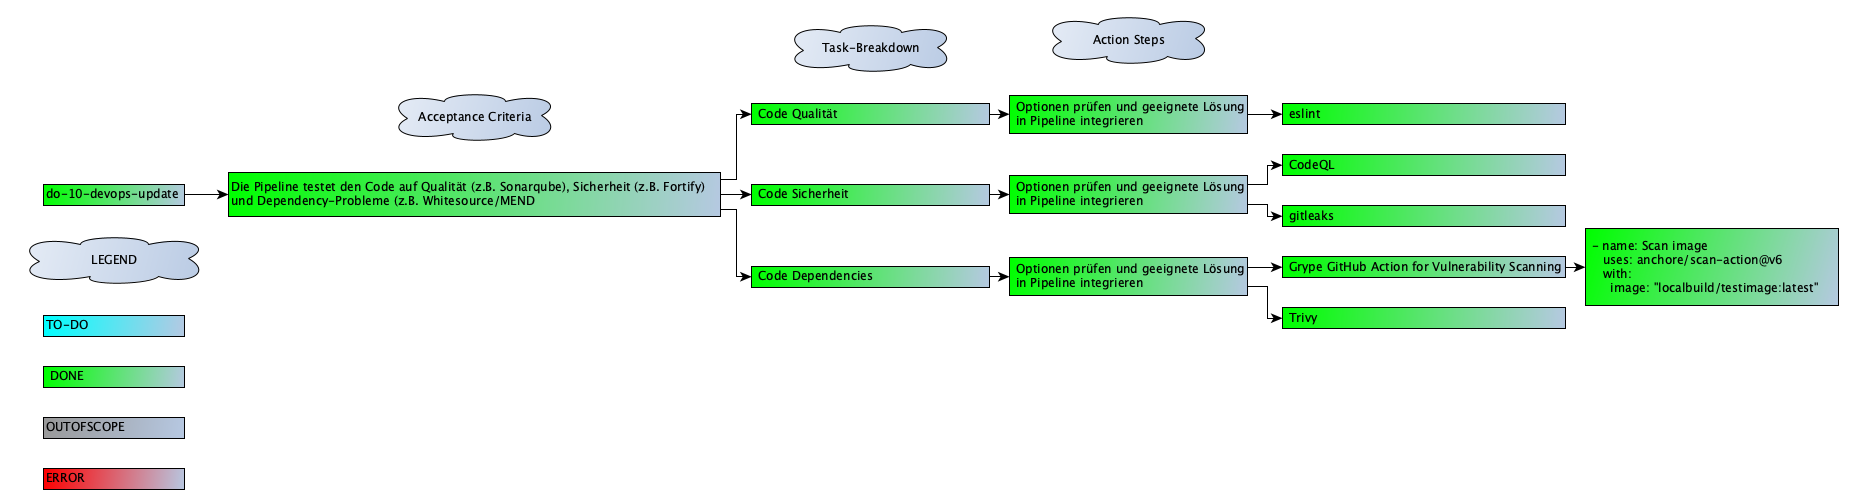 Task-Breakdown
Action Steps
Acceptance Criteria
do-10-devops-update
Die Pipeline testet den Code auf Qualität (z.B. Sonarqube), Sicherheit (z.B. Fortify)
und Dependency-Probleme (z.B. Whitesource/MEND
Code Qualität
Optionen prüfen und geeignete Lösung
in Pipeline integrieren
eslint
Code Sicherheit
Optionen prüfen und geeignete Lösung
in Pipeline integrieren
CodeQL
gitleaks
Code Dependencies
Optionen prüfen und geeignete Lösung
in Pipeline integrieren
Grype GitHub Action for Vulnerability Scanning
- name: Scan image
uses: anchore/scan-action@v6
with:
image: "localbuild/testimage:latest"
Trivy
LEGEND
TO-DO
DONE
OUTOFSCOPE
ERROR